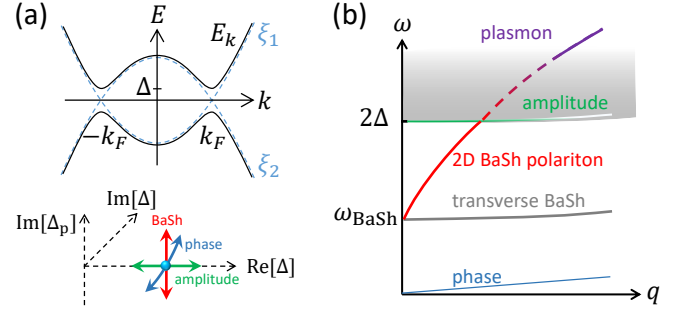 (a)
E
E_k
ξ_1
Δ
k
−k_F
k_F
ξ_2
Im[Δ]
Im[Δ_p]
BaSh
phase
Re[Δ]
amplitude
(b)
ω
plasmon
amplitude
2Δ
2D BaSh polariton
transverse BaSh
ω_BaSh
phase
q